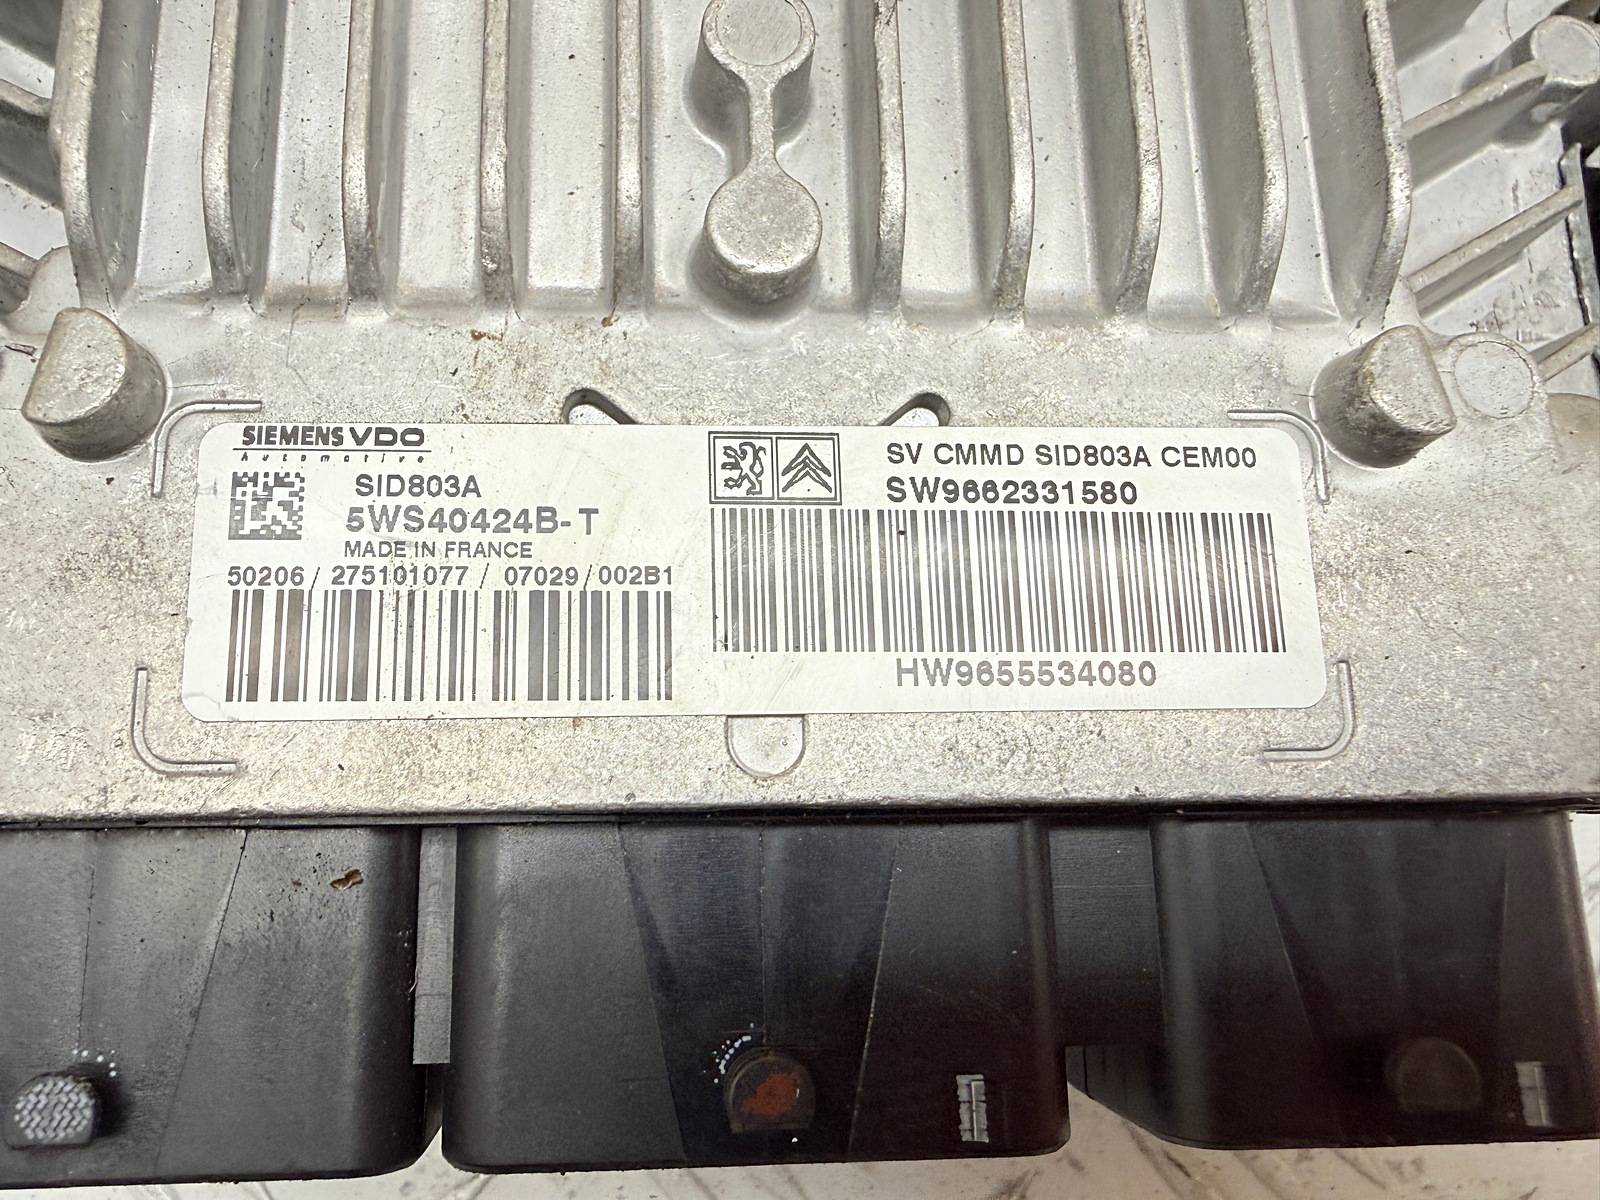 SIEMENS VDO
Automotive
SID803A
5WS40424B-T
MADE IN FRANCE
50206 / 275101077 / 07029 / 002B1
SV CMMD SID803A CEM00
SW9662331580
HW9655534080